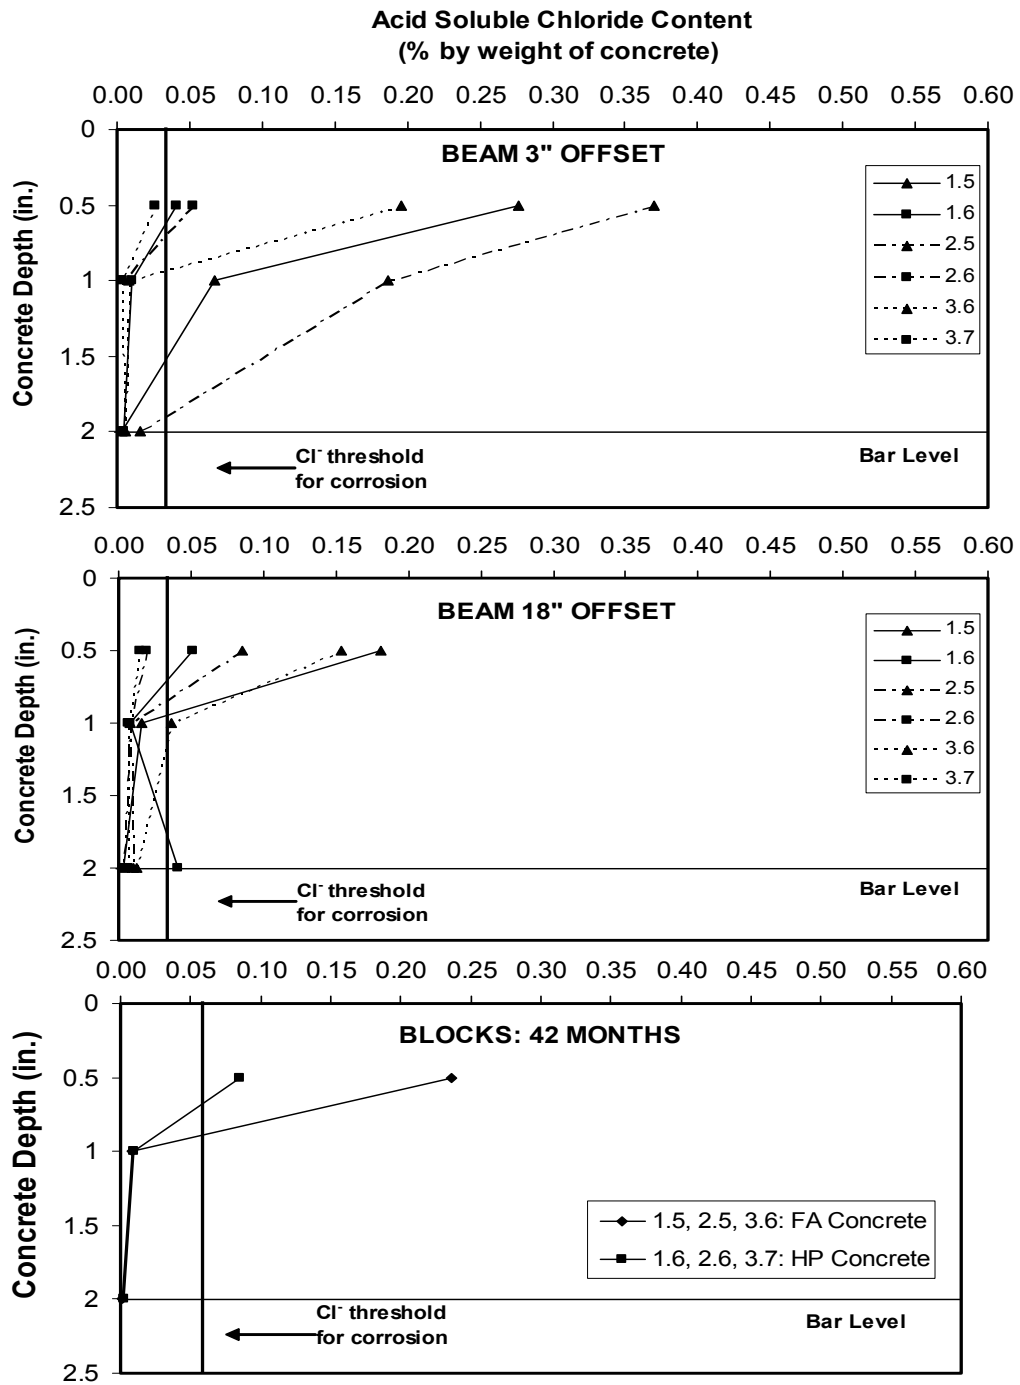 Acid Soluble Chloride Content
(% by weight of concrete)
0.00 0.05 0.10 0.15 0.20 0.25 0.30 0.35 0.40 0.45 0.50 0.55 0.60
0
0.5
1
1.5
2
2.5
Concrete Depth (in.)
BEAM 3" OFFSET
1.5
1.6
2.5
2.6
3.6
3.7
Cl- threshold
for corrosion
Bar Level
0.00 0.05 0.10 0.15 0.20 0.25 0.30 0.35 0.40 0.45 0.50 0.55 0.60
0
0.5
1
1.5
2
2.5
Concrete Depth (in.)
BEAM 18" OFFSET
1.5
1.6
2.5
2.6
3.6
3.7
Cl- threshold
for corrosion
Bar Level
0.00 0.05 0.10 0.15 0.20 0.25 0.30 0.35 0.40 0.45 0.50 0.55 0.60
0
0.5
1
1.5
2
2.5
Concrete Depth (in.)
BLOCKS: 42 MONTHS
1.5, 2.5, 3.6: FA Concrete
1.6, 2.6, 3.7: HP Concrete
Cl- threshold
for corrosion
Bar Level